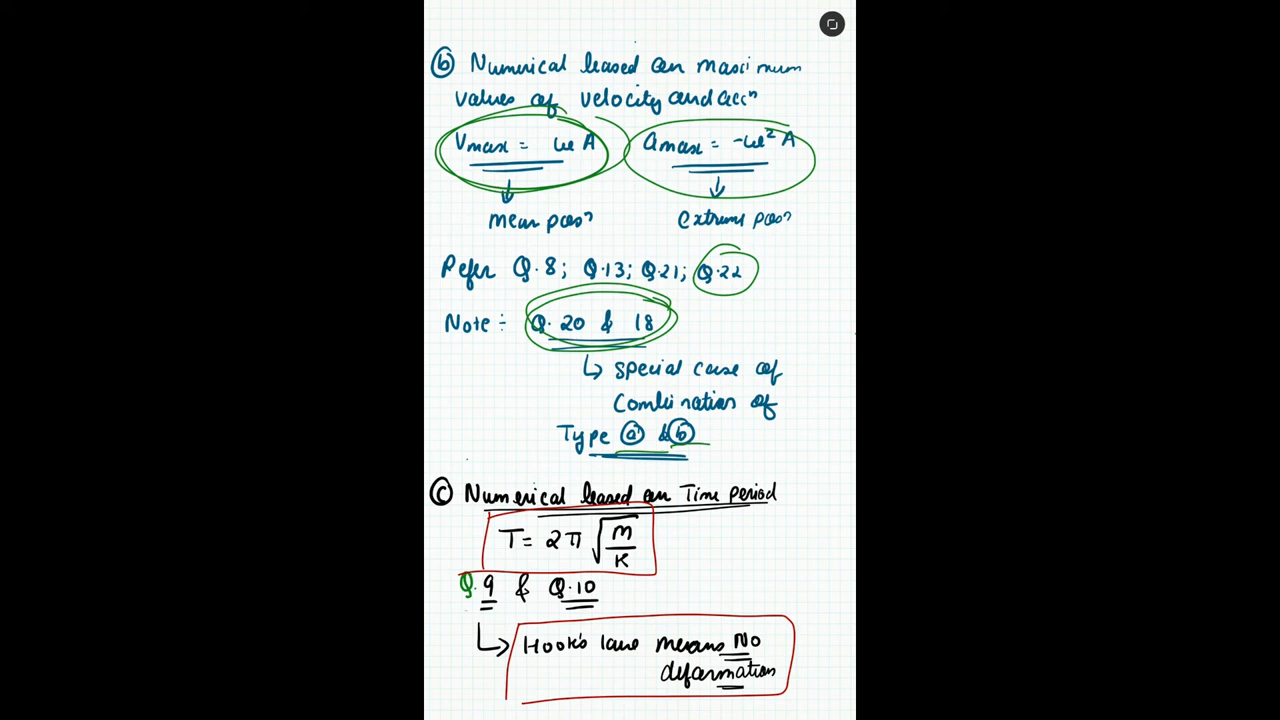 ⓑ Numerical based on maximum
values of velocity and accⁿ
Vmax = ωA amax = -ω²A
↓ ↓
Mean posⁿ extreme posⁿ
Refer Q.8; Q.13; Q.21; Q.22
Note :- Q. 20 & 18
↳ special case of
Combination of
Type ⓐ & ⓑ
ⓒ Numerical based on Time period
T = 2π √(m/K)
Q. 9 & Q.10
↳ Hook's law means No
deformation